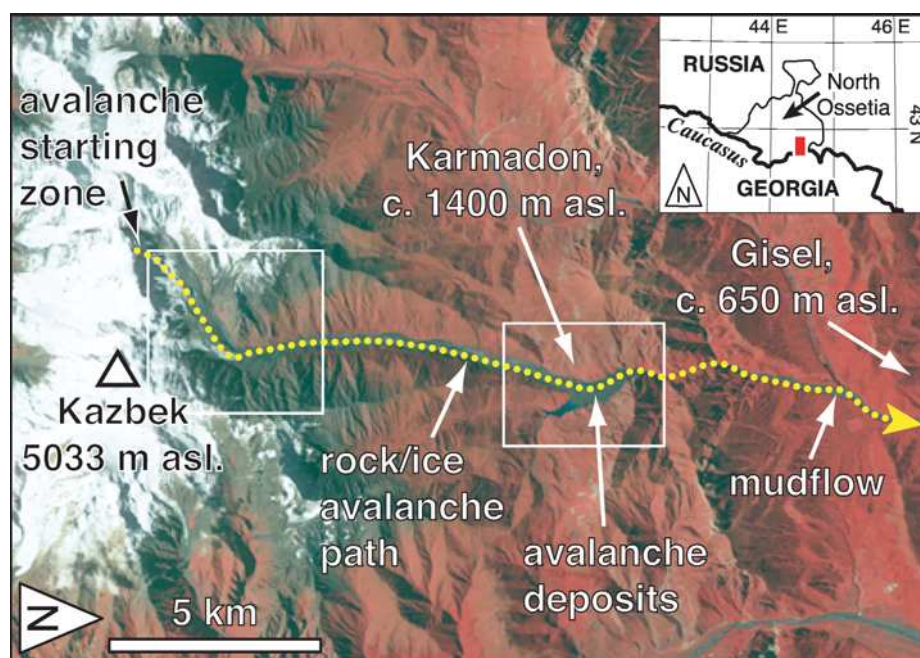 44 E
46 E
RUSSIA
North
Ossetia
43 N
Caucasus
GEORGIA
N
avalanche
starting
zone
Karmadon,
c. 1400 m asl.
Gisel,
c. 650 m asl.
Kazbek
5033 m asl.
rock/ice
avalanche
path
avalanche
deposits
mudflow
N
5 km